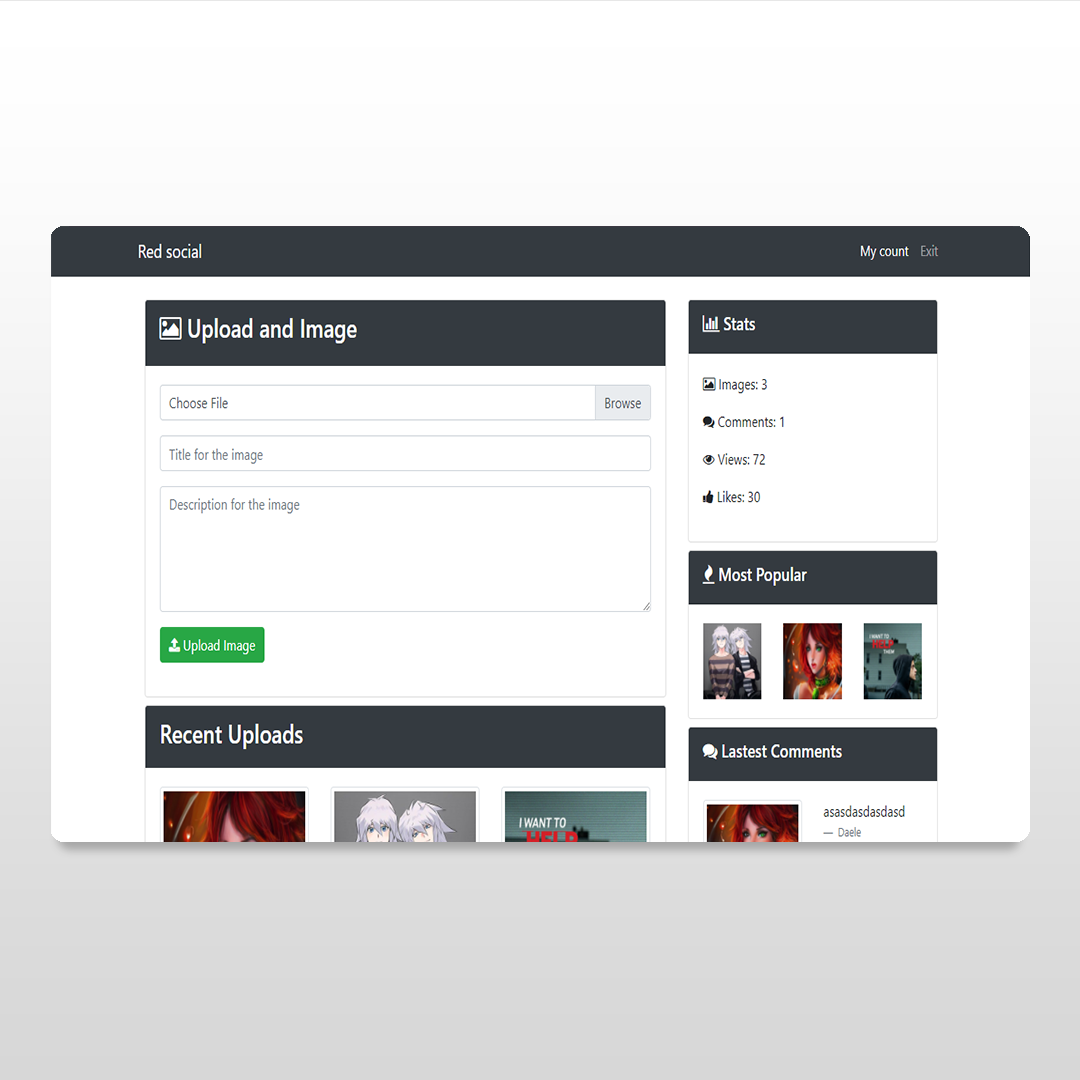 Red social
My count Exit
Upload and Image
Choose File
Browse
Title for the image
Description for the image
Upload Image
Recent Uploads
I WANT TO
HELP
Stats
Images: 3
Comments: 1
Views: 72
Likes: 30
Most Popular
I WANT TO
HELP
THEM
Lastest Comments
asasdasdasdasd
— Daele